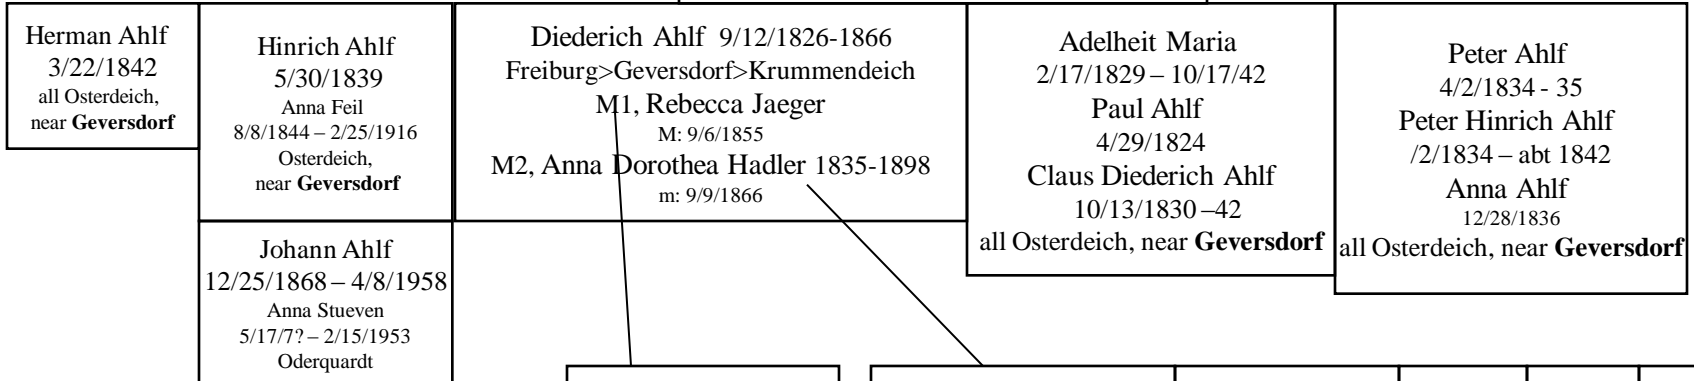 Herman Ahlf
3/22/1842
all Osterdeich,
near Geversdorf
Hinrich Ahlf
5/30/1839
Anna Feil
8/8/1844 – 2/25/1916
Osterdeich,
near Geversdorf
Johann Ahlf
12/25/1868 – 4/8/1958
Anna Stueven
5/17/7? – 2/15/1953
Oderquardt
Diederich Ahlf 9/12/1826-1866
Freiburg>Geversdorf>Krummendeich
M1, Rebecca Jaeger
M: 9/6/1855
M2, Anna Dorothea Hadler 1835-1898
m: 9/9/1866
Adelheit Maria
2/17/1829 – 10/17/42
Paul Ahlf
4/29/1824
Claus Diederich Ahlf
10/13/1830 –42
all Osterdeich, near Geversdorf
Peter Ahlf
4/2/1834 - 35
Peter Hinrich Ahlf
/2/1834 – abt 1842
Anna Ahlf
12/28/1836
all Osterdeich, near Geversdorf